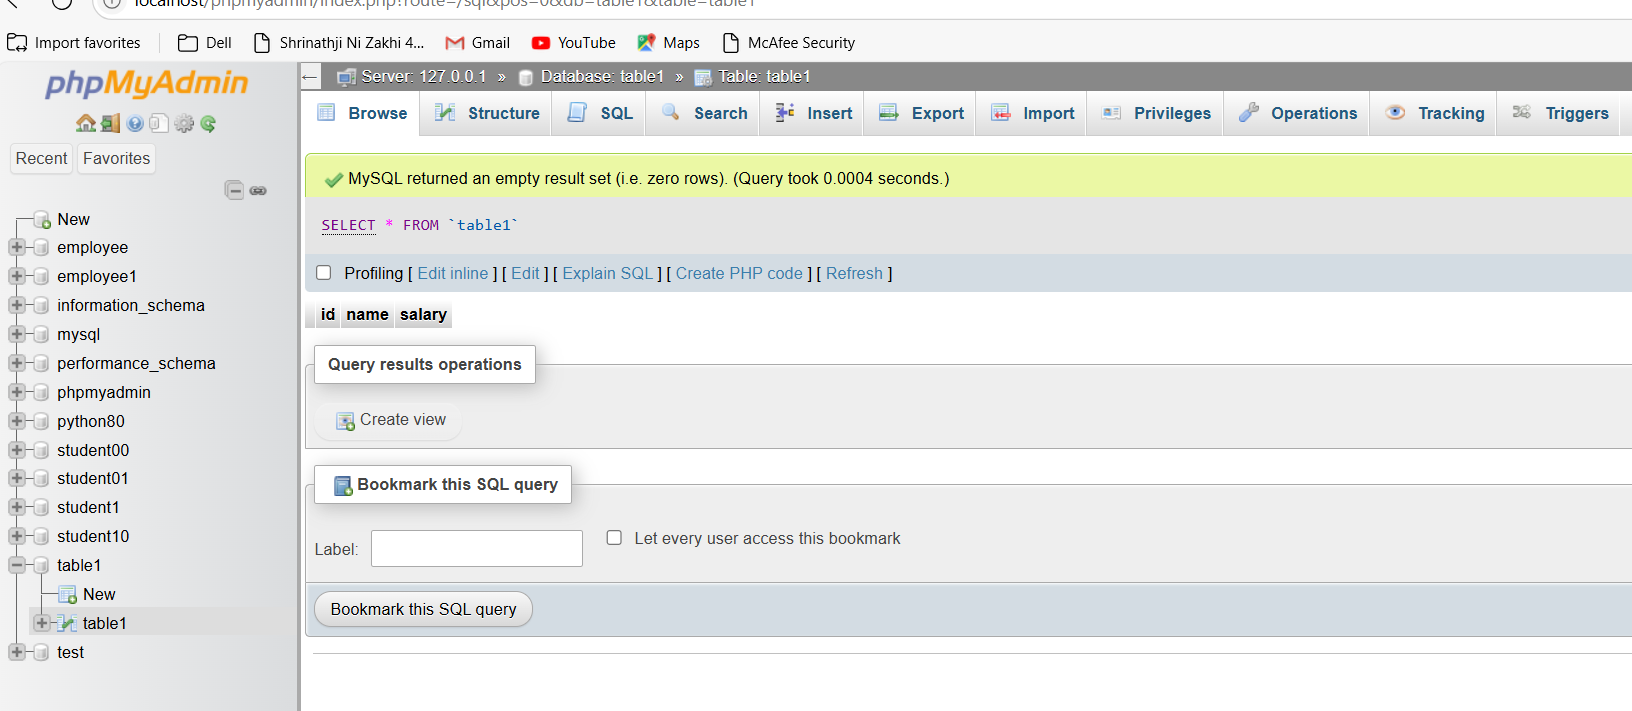 localhost/phpmyadmin/index.php?route=/sql&pos=0&db=table1&table=table1
Import favorites
Dell
Shrinathji Ni Zakhi 4...
Gmail
YouTube
Maps
McAfee Security
phpMyAdmin
Recent
Favorites
New
employee
employee1
information_schema
mysql
performance_schema
phpmyadmin
python80
student00
student01
student1
student10
table1
New
table1
test
Server: 127.0.0.1 » Database: table1 » Table: table1
Browse
Structure
SQL
Search
Insert
Export
Import
Privileges
Operations
Tracking
Triggers
MySQL returned an empty result set (i.e. zero rows). (Query took 0.0004 seconds.)
SELECT * FROM `table1`
Profiling [ Edit inline ] [ Edit ] [ Explain SQL ] [ Create PHP code ] [ Refresh ]
id name salary
Query results operations
Create view
Bookmark this SQL query
Label:
Let every user access this bookmark
Bookmark this SQL query